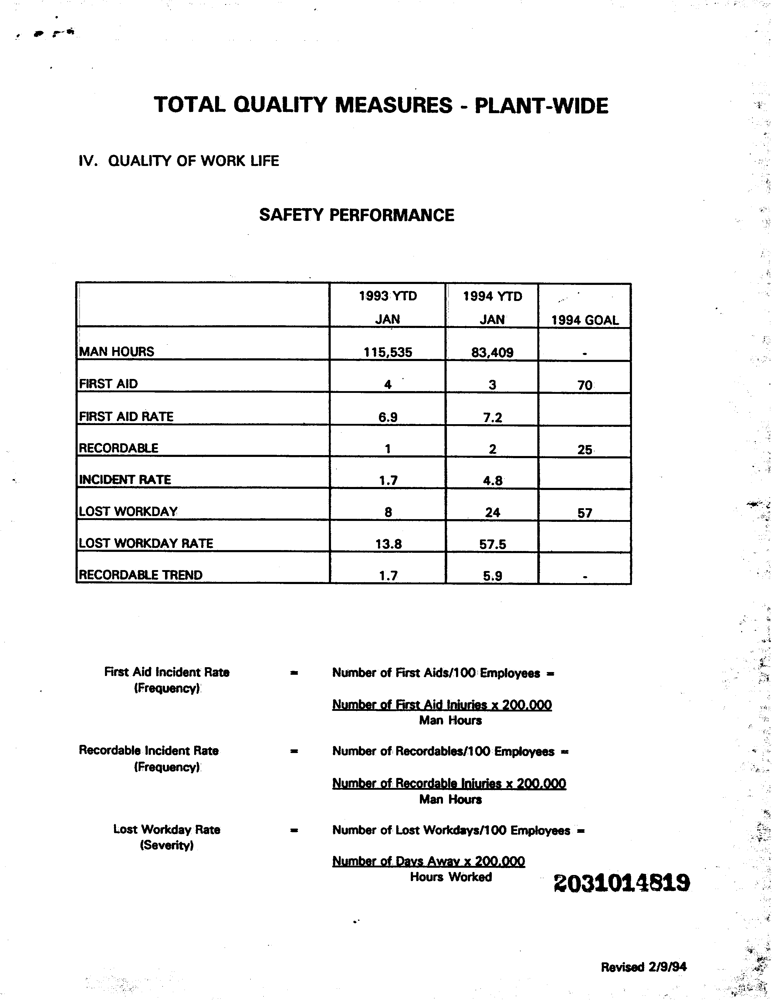 TOTAL QUALITY MEASURES - PLANT-WIDE
IV. QUALITY OF WORK LIFE
SAFETY PERFORMANCE
1993 YTD 1994 YTD
JAN JAN 1994 GOAL
MAN HOURS 115,535 83,409 -
FIRST AID 4 3 70
FIRST AID RATE 6.9 7.2
RECORDABLE 1 2 25
INCIDENT RATE 1.7 4.8
LOST WORKDAY 8 24 57
LOST WORKDAY RATE 13.8 57.5
RECORDABLE TREND 1.7 5.9 -
First Aid Incident Rate = Number of First Aids/100 Employees =
(Frequency)
Number of First Aid Injuries x 200,000
Man Hours
Recordable Incident Rate = Number of Recordables/100 Employees =
(Frequency)
Number of Recordable Injuries x 200,000
Man Hours
Lost Workday Rate = Number of Lost Workdays/100 Employees =
(Severity)
Number of Days Away x 200,000
Hours Worked
2031014819
Revised 2/9/94